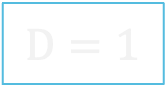 D = 1